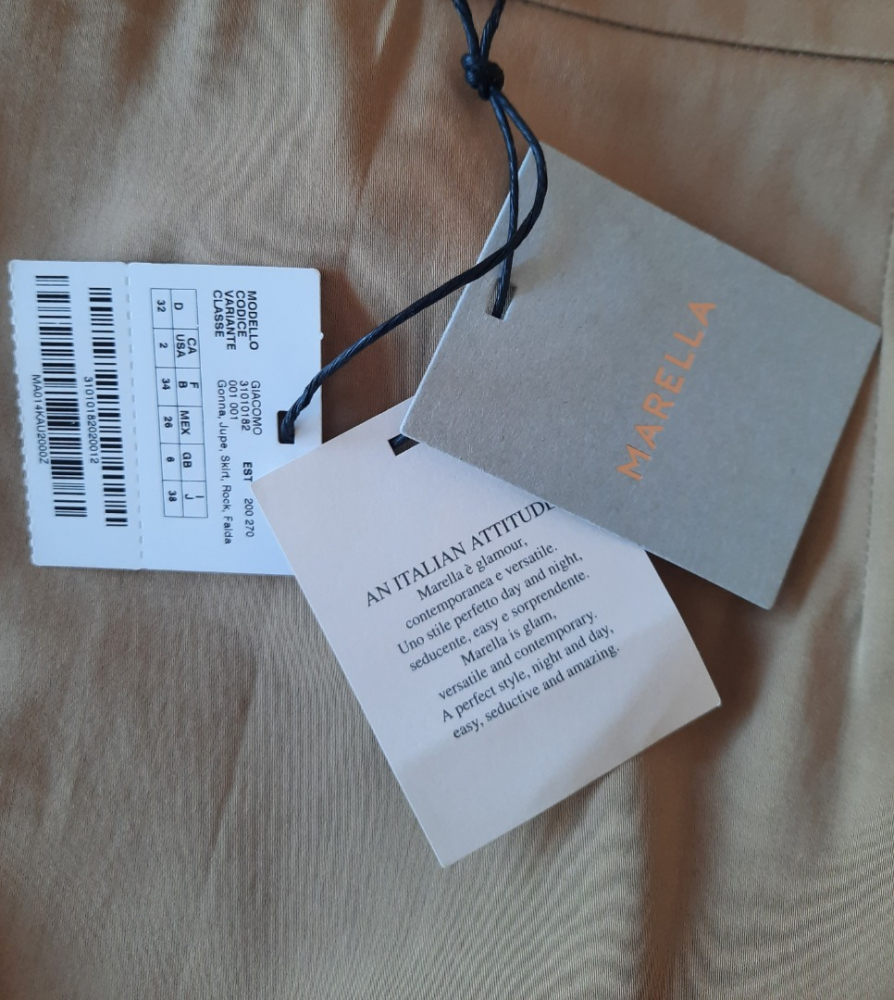 MARELLA
AN ITALIAN ATTITUDE
Marella è glamour,
contemporanea e versatile.
Uno stile perfetto day and night,
seducente, easy e sorprendente.
Marella is glam,
versatile and contemporary.
A perfect style, night and day,
easy, seductive and amazing.
MODELLO GIACOMO EST 200 270
CODICE 31010182
VARIANTE 001 001
CLASSE Gonna, Jupe, Skirt, Rock, Falda
CA I
D USA F B MEX GB J
32 2 34 26 6 38
31010182020012
MA014KAU2000Z